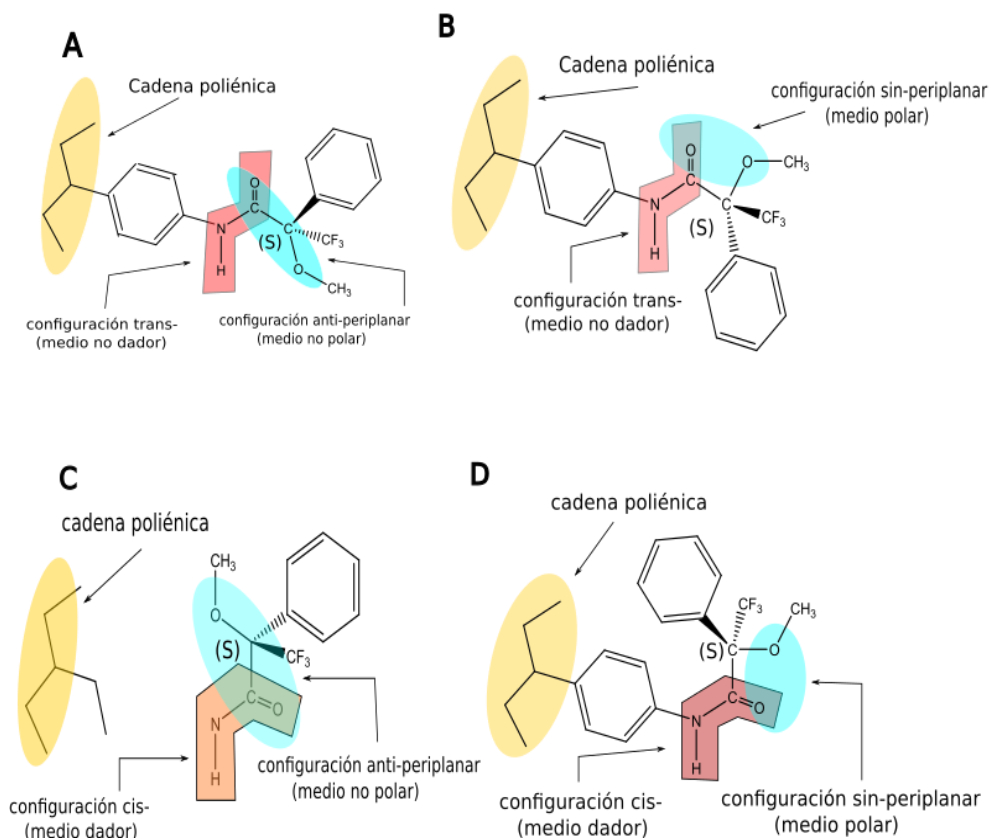 A
Cadena poliénica
O
C
N
H
(S)
C
CF₃
O
CH₃
configuración trans-
(medio no dador)
configuración anti-periplanar
(medio no polar)
B
Cadena poliénica
configuración sin-periplanar
(medio polar)
O
C
N
H
O
CH₃
C
CF₃
(S)
configuración trans-
(medio no dador)
C
cadena poliénica
CH₃
O
(S)
C
CF₃
C
O
N
H
configuración cis-
(medio dador)
configuración anti-periplanar
(medio no polar)
D
cadena poliénica
CF₃
CH₃
(S)
C
O
C
O
N
H
configuración cis-
(medio dador)
configuración sin-periplanar
(medio polar)